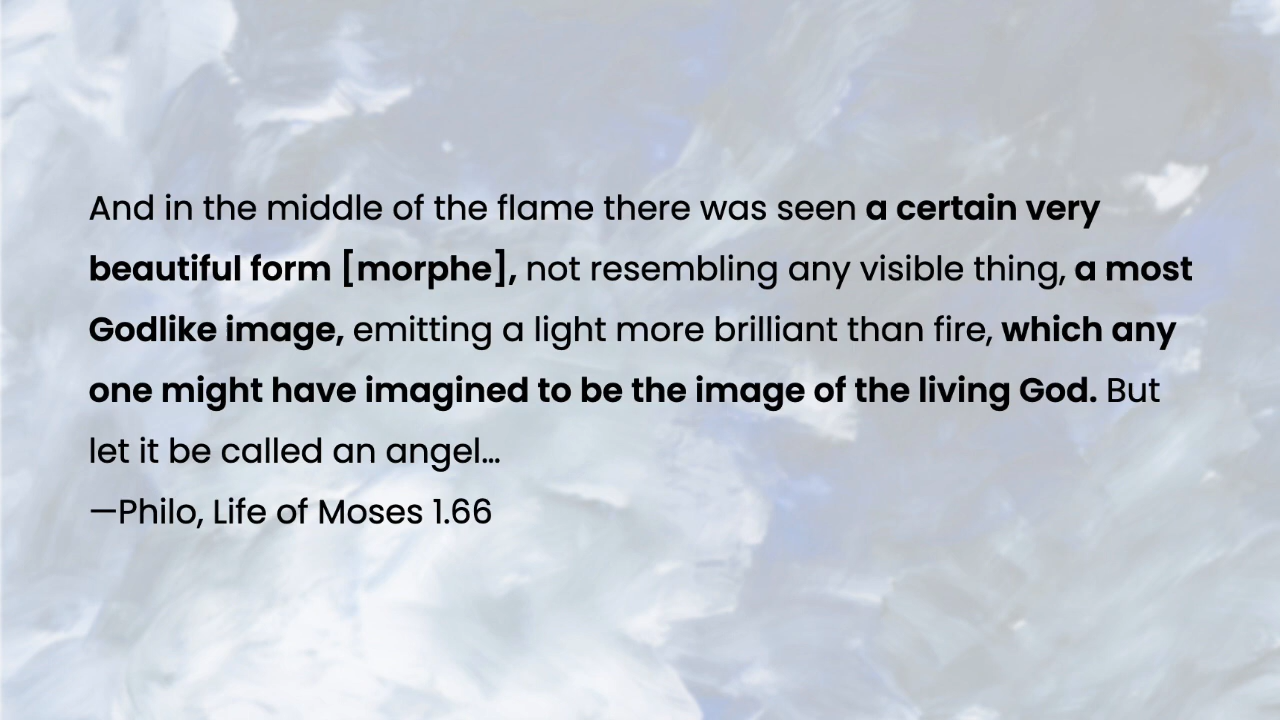 And in the middle of the flame there was seen a certain very
beautiful form [morphe], not resembling any visible thing, a most
Godlike image, emitting a light more brilliant than fire, which any
one might have imagined to be the image of the living God. But
let it be called an angel…
—Philo, Life of Moses 1.66